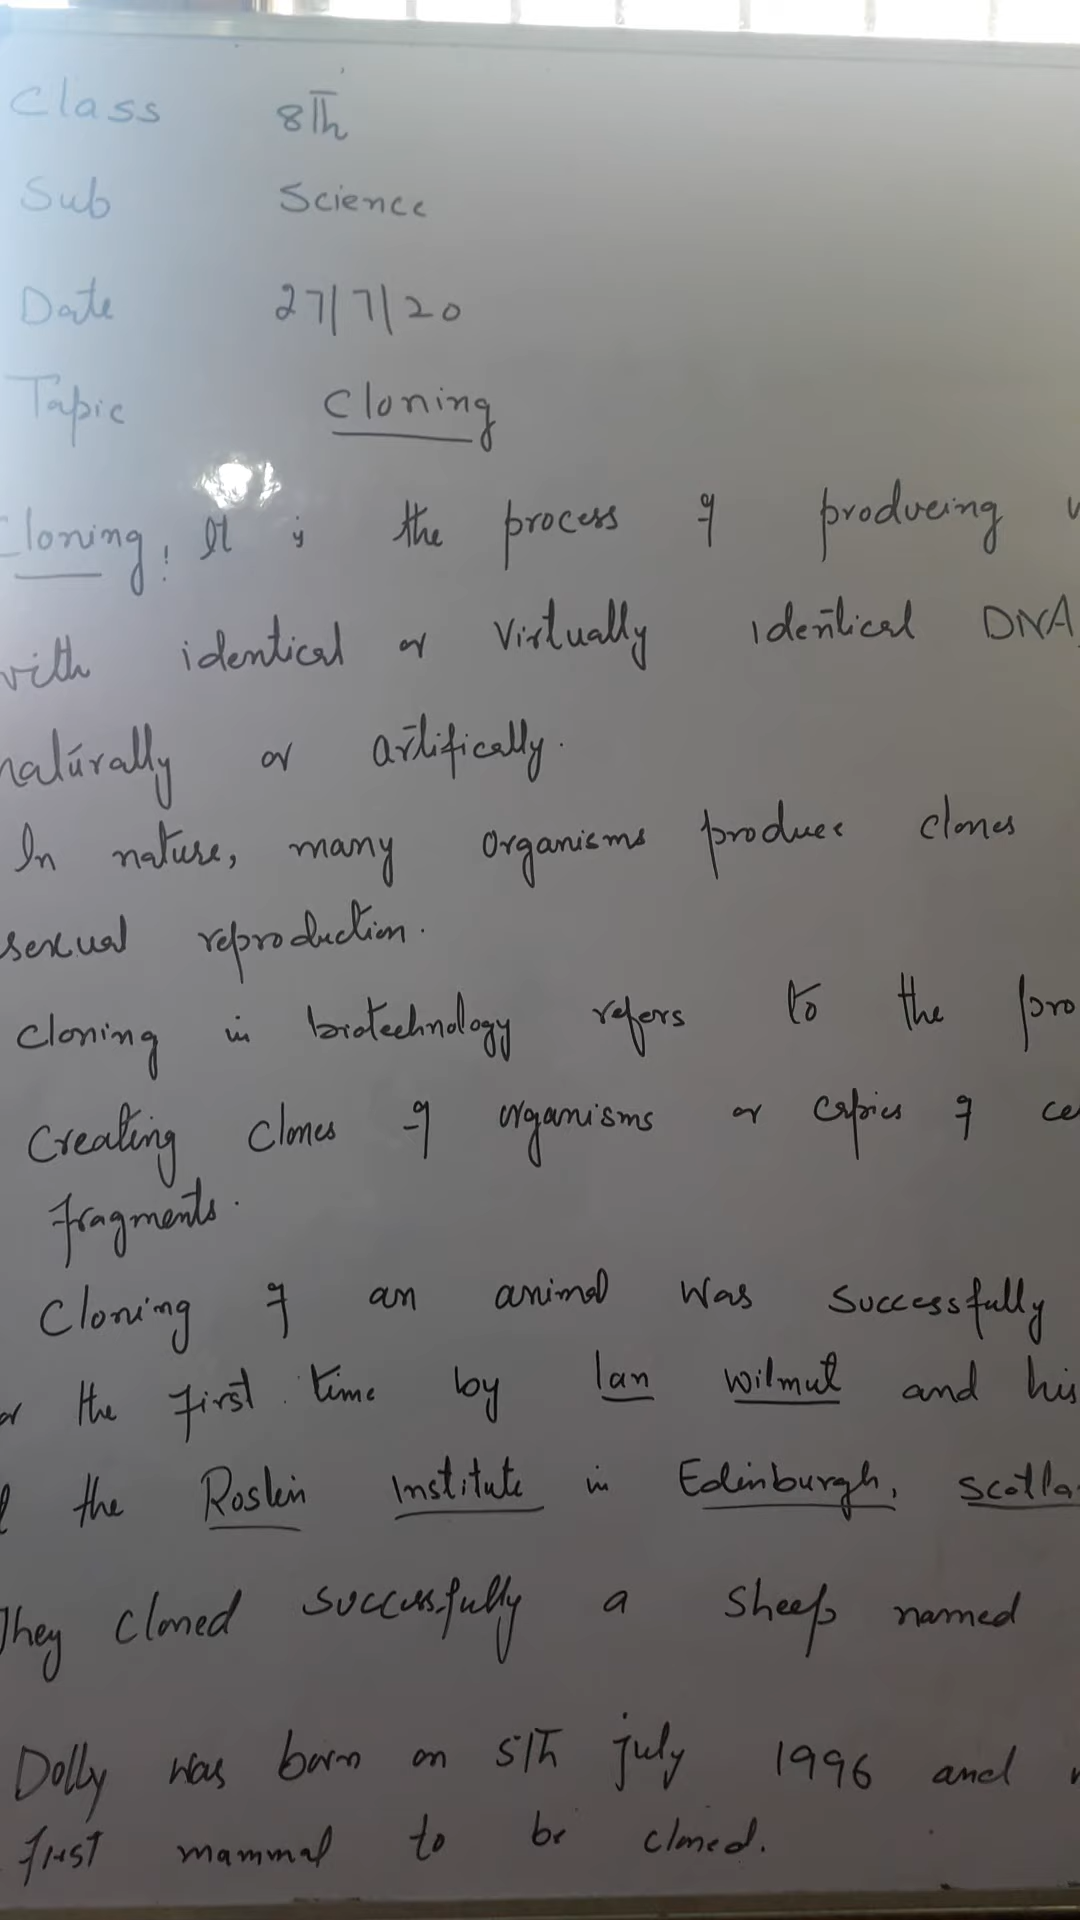 Class 8Th
Sub Science
Date 27/7/20
Tapic Cloning
Cloning: It is the process of producing
with identical or Virtually identical DNA,
naturally or artifically.
In nature, many organisms produce clones
sexual reproduction.
Cloning in biotechnology refers to the pro
Creating Clones of organisms or copies of ce
fragments.
Cloning of an animal was Successfully
or the first time by Ian wilmut and his
the Roslin Institute in Edinburgh, Scotla
They Cloned Successfully a Sheep named
Dolly was born on 5Th july 1996 and
first mammal to be cloned.